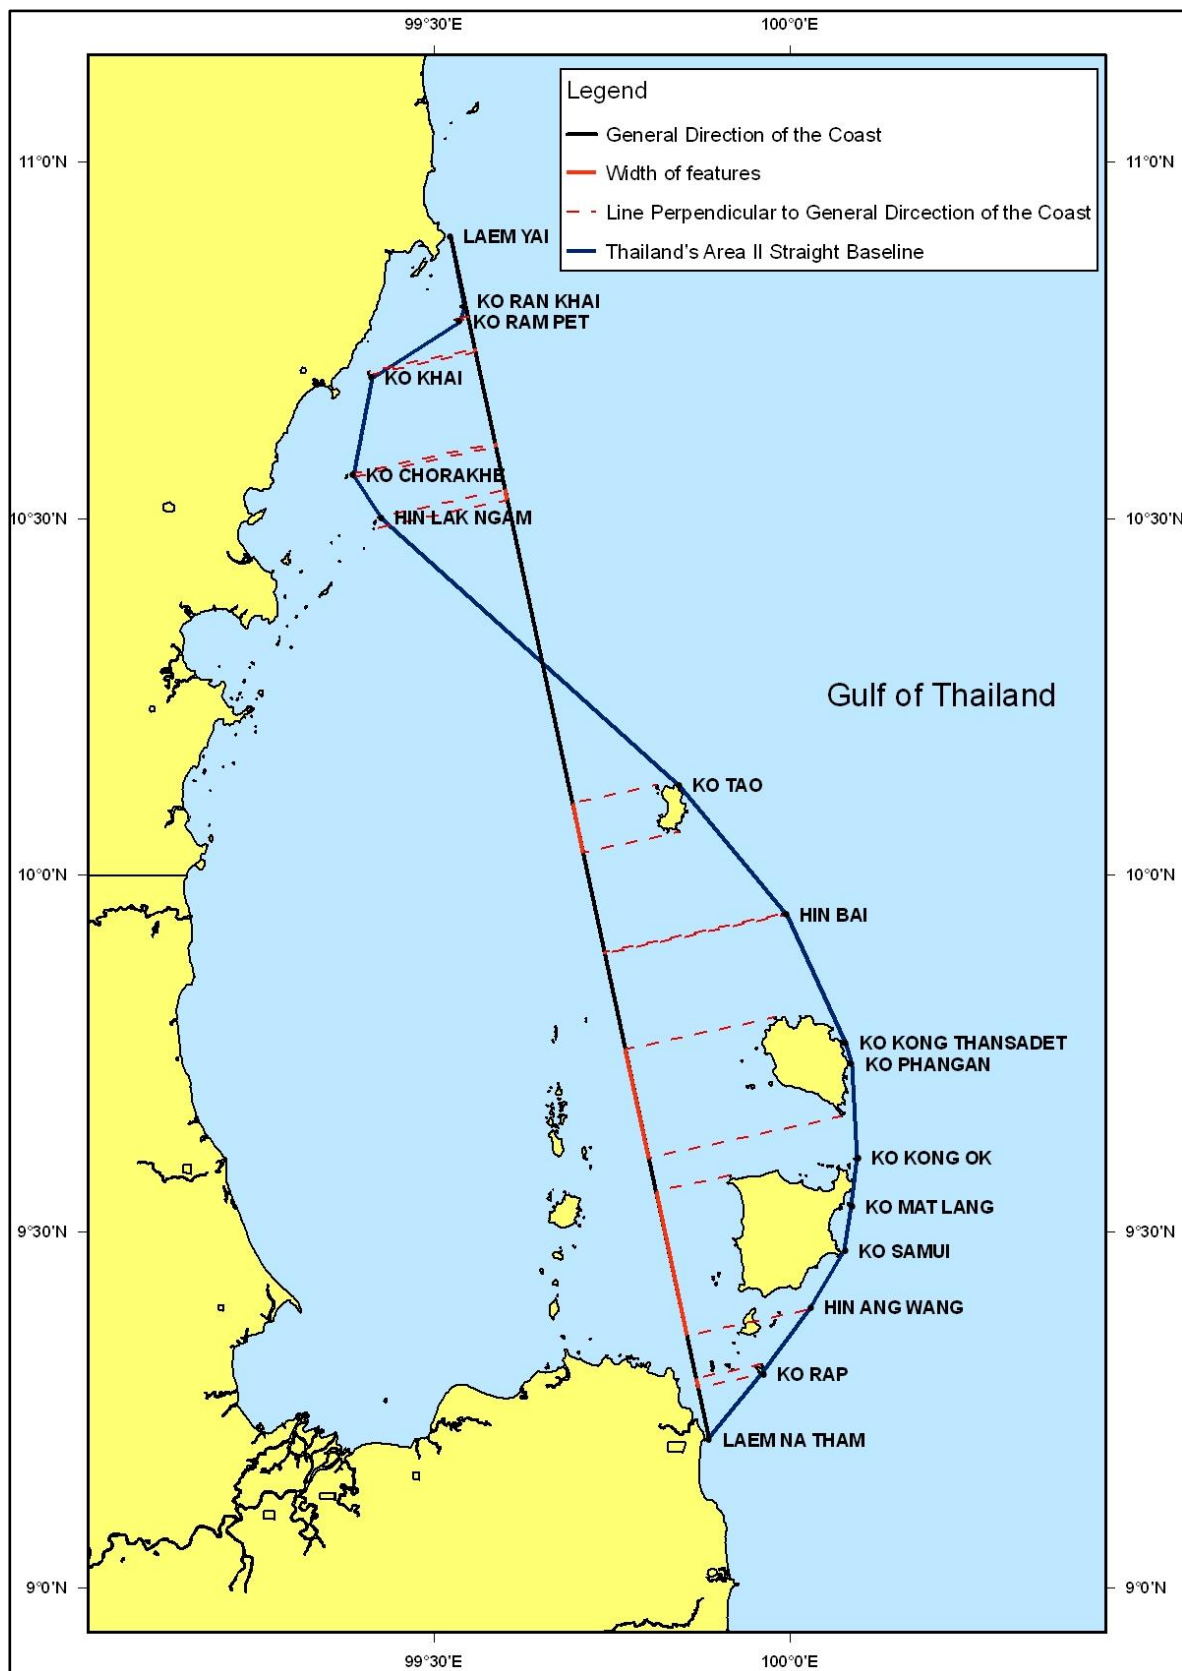 99°30'E 100°0'E
Legend
General Direction of the Coast
Width of features
Line Perpendicular to General Dircection of the Coast
Thailand's Area II Straight Baseline
11°0'N 11°0'N
LAEM YAI
KO RAN KHAI
KO RAM PET
KO KHAI
KO CHORAKHE
HIN LAK NGAM
10°30'N 10°30'N
Gulf of Thailand
KO TAO
10°0'N 10°0'N
HIN BAI
KO KONG THANSADET
KO PHANGAN
KO KONG OK
KO MAT LANG
9°30'N 9°30'N
KO SAMUI
HIN ANG WANG
KO RAP
LAEM NA THAM
9°0'N 9°0'N
99°30'E 100°0'E